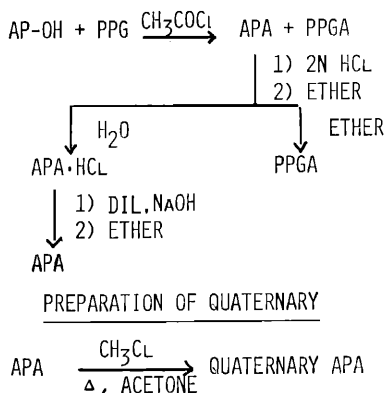 AP-OH + PPG CH3COCl APA + PPGA
1) 2N HCl
2) ETHER
H2O ETHER
APA·HCl PPGA
1) DIL. NaOH
2) ETHER
APA
PREPARATION OF QUATERNARY
APA CH3Cl QUATERNARY APA
Δ, ACETONE